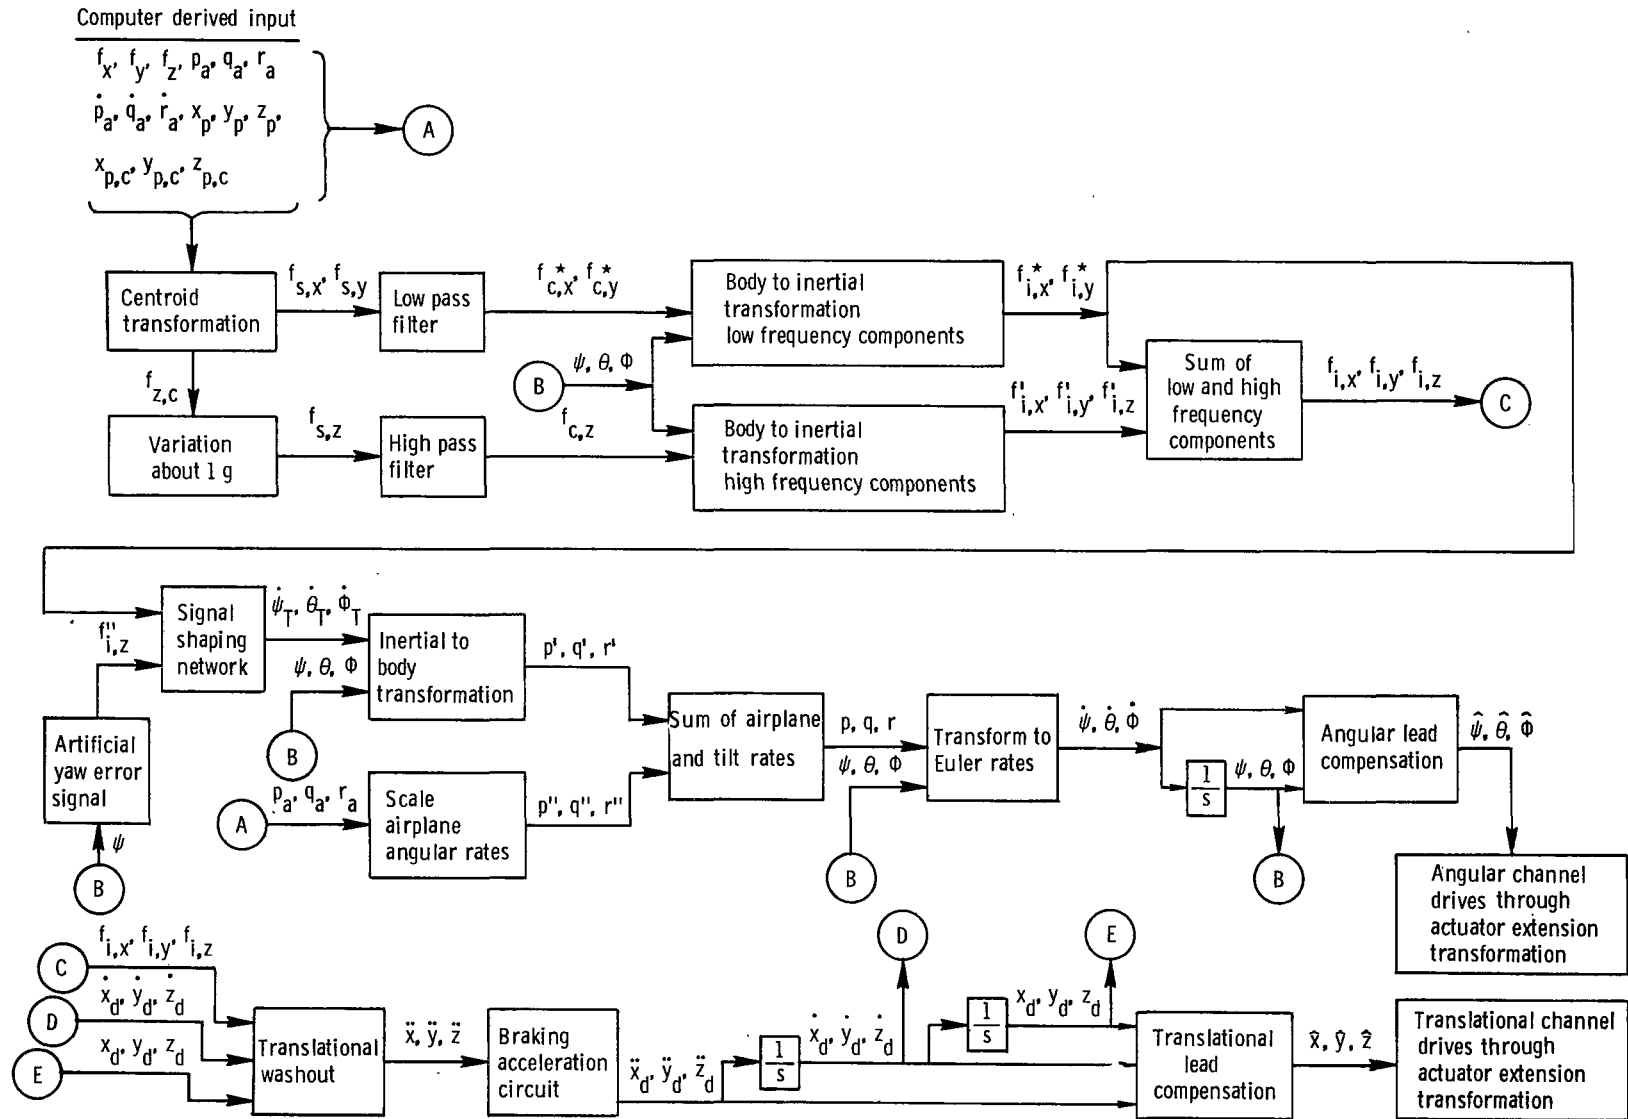 Computer derived input
f_x, f_y, f_z, p_a, q_a, r_a
ṗ_a, q̇_a, ṙ_a, x_p, y_p, z_p,
x_p,c, y_p,c, z_p,c
A
Centroid
transformation
f_s,x, f_s,y
Low pass
filter
f*_c,x, f*_c,y
Body to inertial
transformation
low frequency components
f*_i,x, f*_i,y
B
ψ, θ, Φ
f_z,c
Variation
about 1 g
f_s,z
High pass
filter
f_c,z
Body to inertial
transformation
high frequency components
f'_i,x, f'_i,y, f'_i,z
Sum of
low and high
frequency
components
f_i,x, f_i,y, f_i,z
C
f''_i,z
Signal
shaping
network
ψ̇_T, θ̇_T, Φ̇_T
ψ, θ, Φ
B
Inertial to
body
transformation
p', q', r'
Artificial
yaw error
signal
ψ
B
p_a, q_a, r_a
A
Scale
airplane
angular rates
p'', q'', r''
Sum of airplane
and tilt rates
p, q, r
ψ, θ, Φ
B
Transform to
Euler rates
ψ̇, θ̇, Φ̇
1
s
ψ, θ, Φ
B
Angular lead
compensation
ψ̂, θ̂, Φ̂
Angular channel
drives through
actuator extension
transformation
C
f_i,x, f_i,y, f_i,z
D
ẋ_d, ẏ_d, ż_d
E
x_d, y_d, z_d
Translational
washout
ẍ, ÿ, z̈
Braking
acceleration
circuit
ẍ_d, ÿ_d, z̈_d
1
s
ẋ_d, ẏ_d, ż_d
D
1
s
x_d, y_d, z_d
E
Translational
lead
compensation
x̂, ŷ, ẑ
Translational channel
drives through
actuator extension
transformation